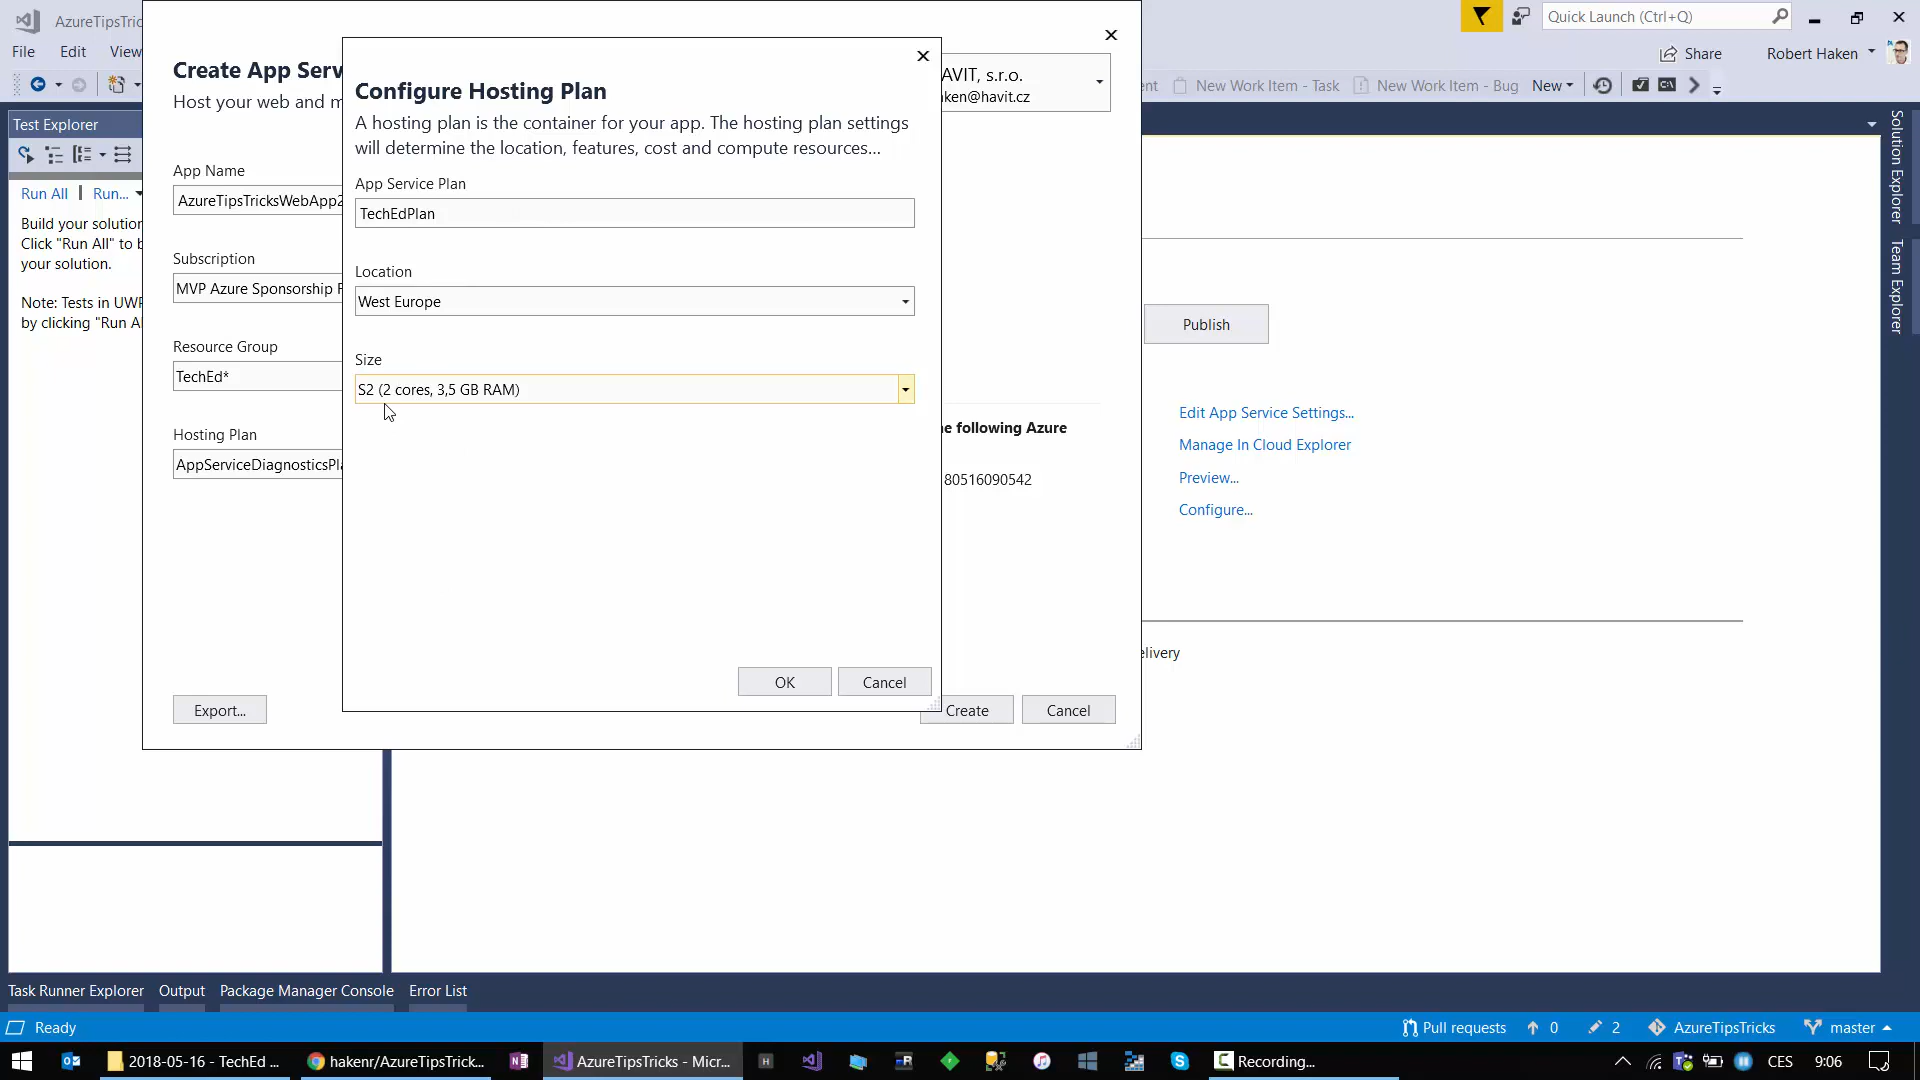 AzureTipsTric
Quick Launch (Ctrl+Q)
File
Edit
View
Share
Robert Haken
ent
New Work Item - Task
New Work Item - Bug
New
Create App Serv
Host your web and m
AVIT, s.r.o.
aken@havit.cz
Configure Hosting Plan
A hosting plan is the container for your app. The hosting plan settings
will determine the location, features, cost and compute resources...
App Service Plan
TechEdPlan
Location
West Europe
Size
S2 (2 cores, 3,5 GB RAM)
OK
Cancel
App Name
AzureTipsTricksWebApp2
Subscription
MVP Azure Sponsorship F
Resource Group
TechEd*
Hosting Plan
AppServiceDiagnosticsPla
ne following Azure
80516090542
Export...
Create
Cancel
Test Explorer
Run All
Run...
Build your solution
Click "Run All" to b
your solution.
Note: Tests in UWP
by clicking "Run Al
Publish
Edit App Service Settings...
Manage In Cloud Explorer
Preview...
Configure...
elivery
Solution Explorer
Team Explorer
Task Runner Explorer
Output
Package Manager Console
Error List
Ready
Pull requests
0
2
AzureTipsTricks
master
2018-05-16 - TechEd ...
hakenr/AzureTipsTrick...
AzureTipsTricks - Micr...
Recording...
CES
9:06